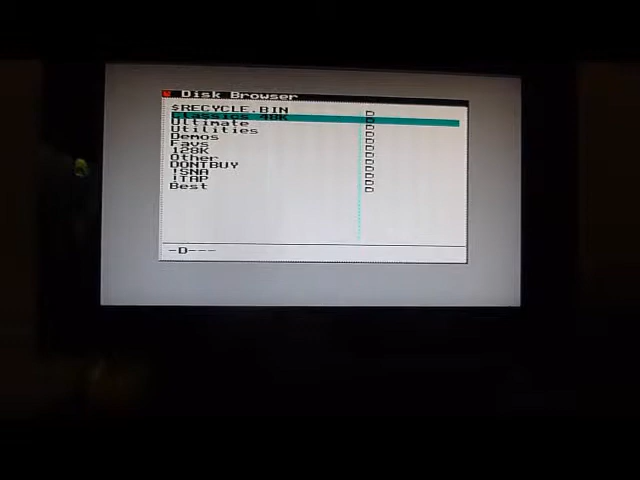 Disk Browser
$RECYCLE.BIN D
Classics 48K D
Ultimate D
Utilities D
Demos D
Favs D
128K D
Other D
DONTBUY D
!SNA D
!TAP D
Best D
-D---